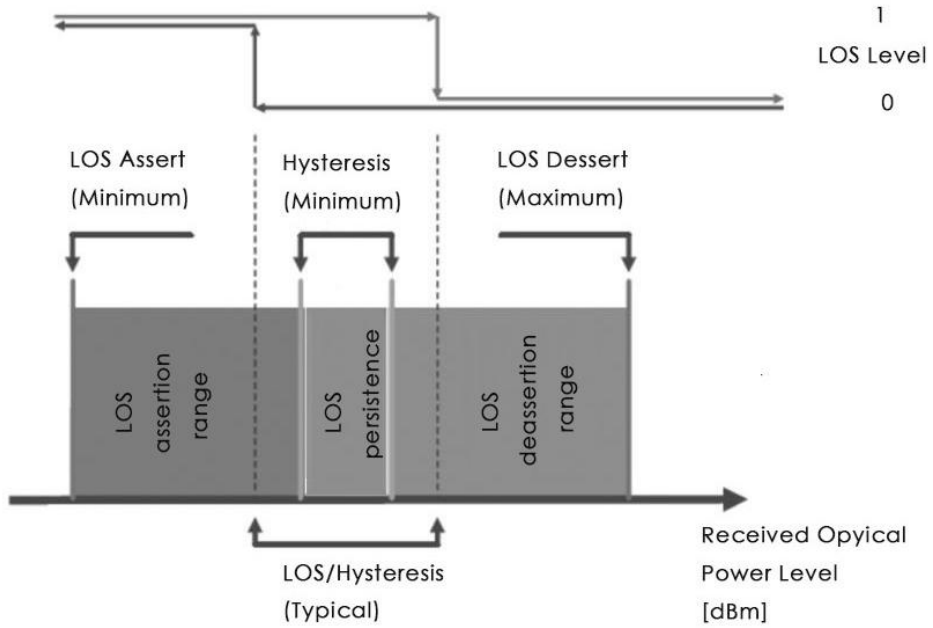 1
LOS Level
0
LOS Assert
(Minimum)
Hysteresis
(Minimum)
LOS Dessert
(Maximum)
LOS
assertion
range
LOS
persistence
LOS
deassertion
range
LOS/Hysteresis
(Typical)
Received Opyical
Power Level
[dBm]